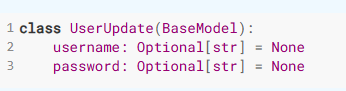 1 class UserUpdate(BaseModel):
2     username: Optional[str] = None
3     password: Optional[str] = None